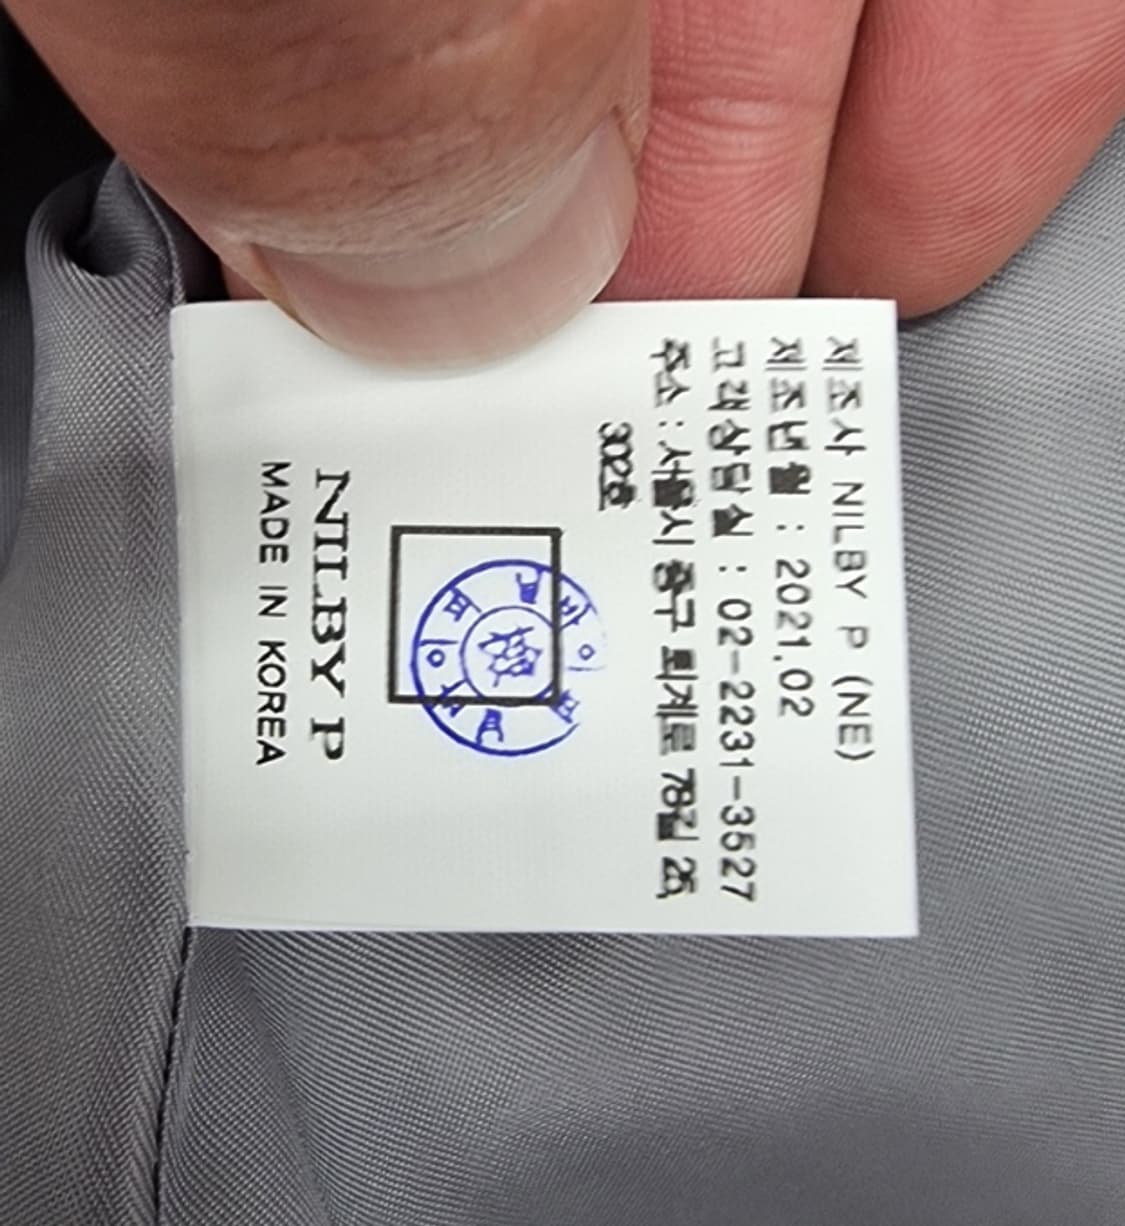 제조사 NILBY P (NE)
제조년월 : 2021.02
고객상담실 : 02-2231-3527
주소 : 서울시 중구 퇴계로 78길 26,
302호
NILBY P
MADE IN KOREA